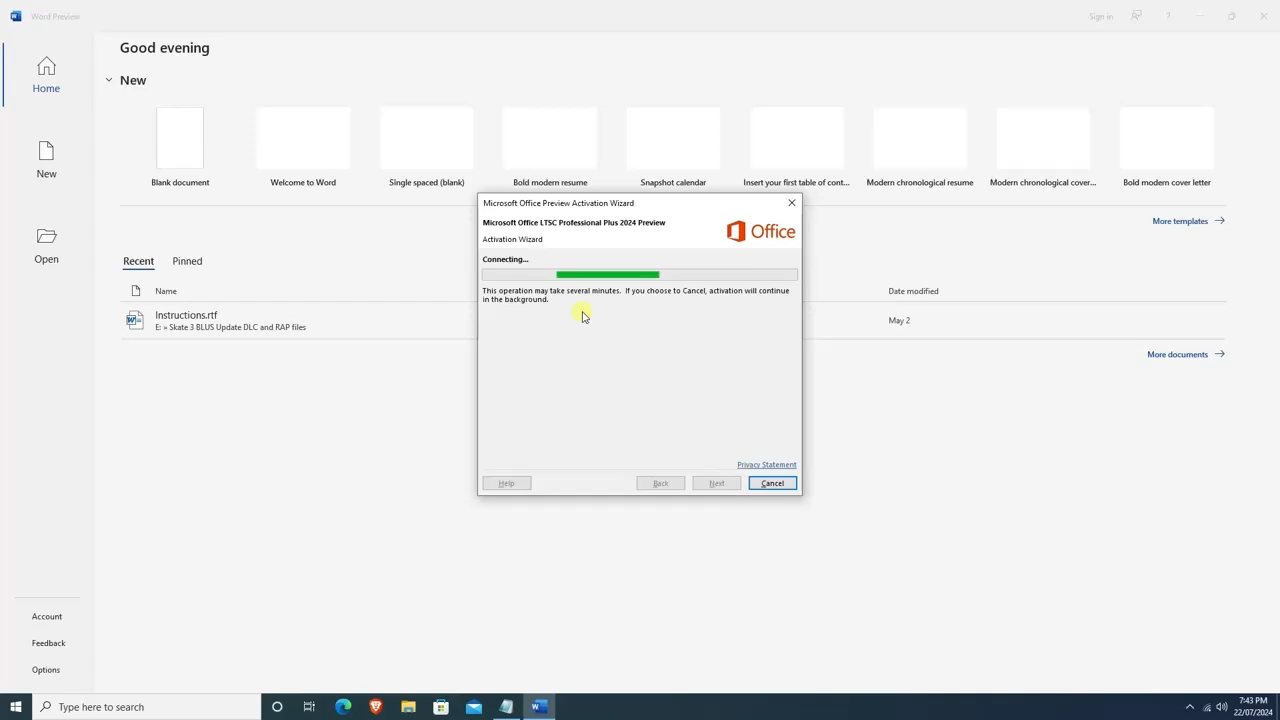 Word Preview
Sign in
?
Home
New
Open
Account
Feedback
Options
Good evening
New
Blank document
Welcome to Word
Single spaced (blank)
Bold modern resume
Snapshot calendar
Insert your first table of cont...
Modern chronological resume
Modern chronological cover...
Bold modern cover letter
More templates
Recent
Pinned
Name
Date modified
Instructions.rtf
E: » Skate 3 BLUS Update DLC and RAP files
May 2
More documents
Microsoft Office Preview Activation Wizard
Microsoft Office LTSC Professional Plus 2024 Preview
Activation Wizard
Office
Connecting...
This operation may take several minutes. If you choose to Cancel, activation will continue
in the background.
Privacy Statement
Help
Back
Next
Cancel
Type here to search
7:43 PM
22/07/2024